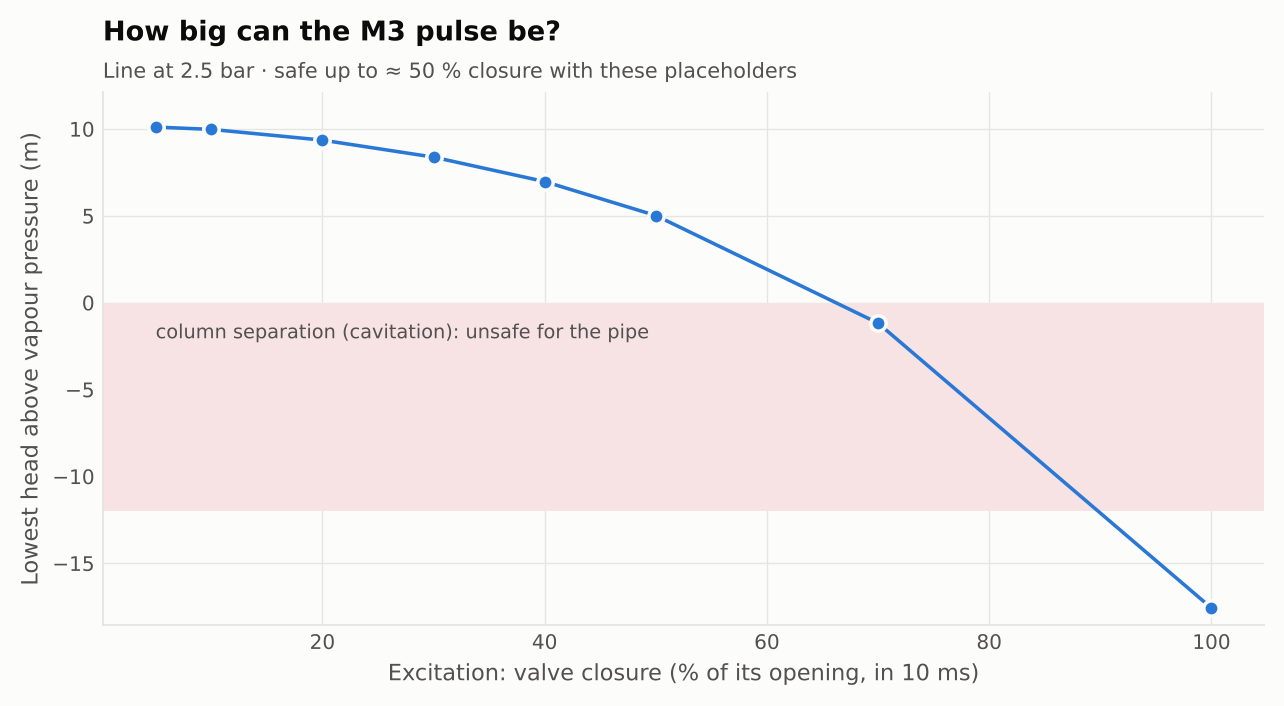 How big can the M3 pulse be?
Line at 2.5 bar · safe up to ≈ 50 % closure with these placeholders
Lowest head above vapour pressure (m)
10
5
0
−5
−10
−15
column separation (cavitation): unsafe for the pipe
20
40
60
80
100
Excitation: valve closure (% of its opening, in 10 ms)